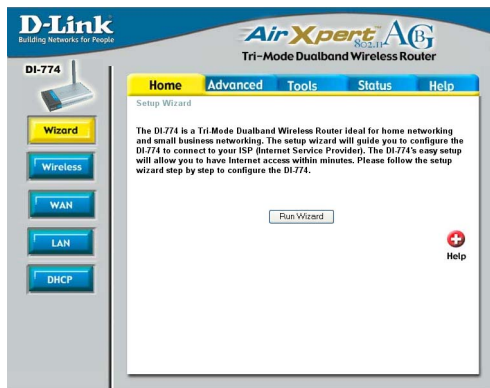 D-Link
Building Networks for People
Air Xpert 802.11 ABG
Tri-Mode Dualband Wireless Router
DI-774
Home Advanced Tools Status Help
Setup Wizard
Wizard
Wireless
WAN
LAN
DHCP
The DI-774 is a Tri-Mode Dualband Wireless Router ideal for home networking
and small business networking. The setup wizard will guide you to configure the
DI-774 to connect to your ISP (Internet Service Provider). The DI-774's easy setup
will allow you to have Internet access within minutes. Please follow the setup
wizard step by step to configure the DI-774.
Run Wizard
Help